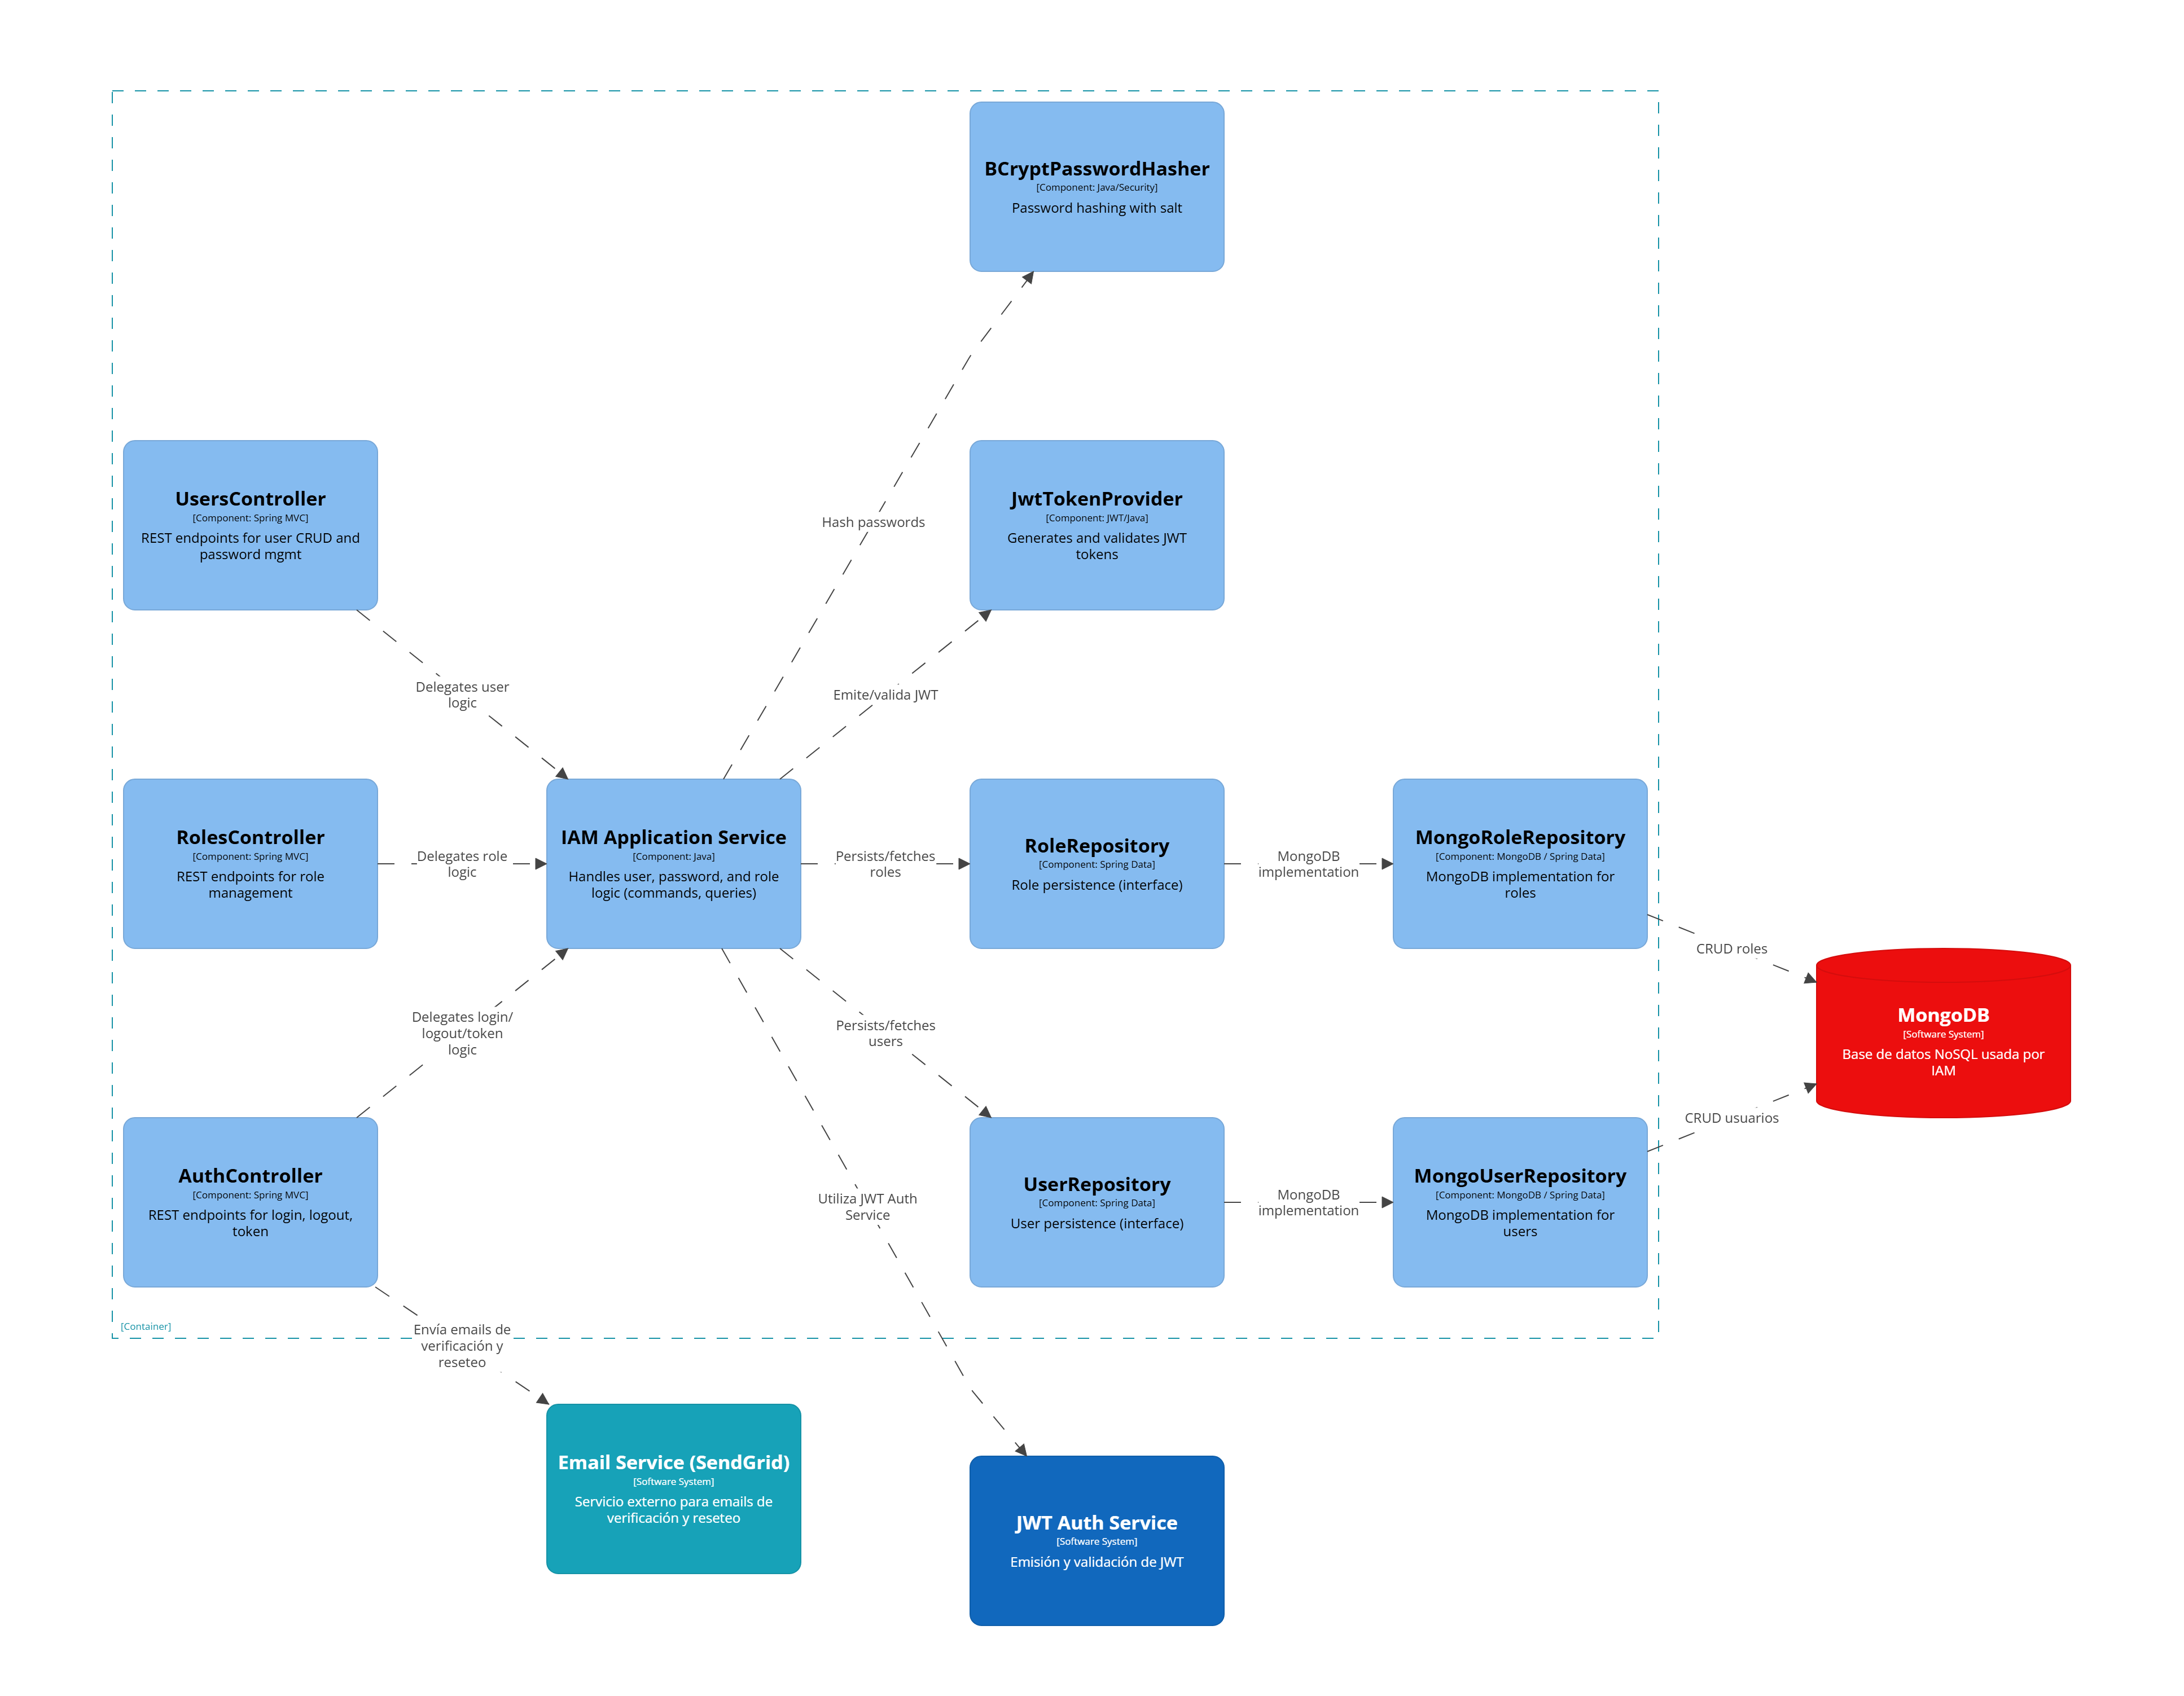 BCryptPasswordHasher
[Component: Java/Security]
Password hashing with salt
UsersController
[Component: Spring MVC]
REST endpoints for user CRUD and
password mgmt
Hash passwords
JwtTokenProvider
[Component: JWT/Java]
Generates and validates JWT
tokens
Delegates user
logic
Emite/valida JWT
RolesController
[Component: Spring MVC]
REST endpoints for role
management
Delegates role
logic
IAM Application Service
[Component: Java]
Handles user, password, and role
logic (commands, queries)
Persists/fetches
roles
RoleRepository
[Component: Spring Data]
Role persistence (interface)
MongoDB
implementation
MongoRoleRepository
[Component: MongoDB / Spring Data]
MongoDB implementation for
roles
CRUD roles
Delegates login/
logout/token
logic
Persists/fetches
users
MongoDB
[Software System]
Base de datos NoSQL usada por
IAM
CRUD usuarios
AuthController
[Component: Spring MVC]
REST endpoints for login, logout,
token
Utiliza JWT Auth
Service
UserRepository
[Component: Spring Data]
User persistence (interface)
MongoDB
implementation
MongoUserRepository
[Component: MongoDB / Spring Data]
MongoDB implementation for
users
[Container]
Envía emails de
verificación y
reseteo
Email Service (SendGrid)
[Software System]
Servicio externo para emails de
verificación y reseteo
JWT Auth Service
[Software System]
Emisión y validación de JWT